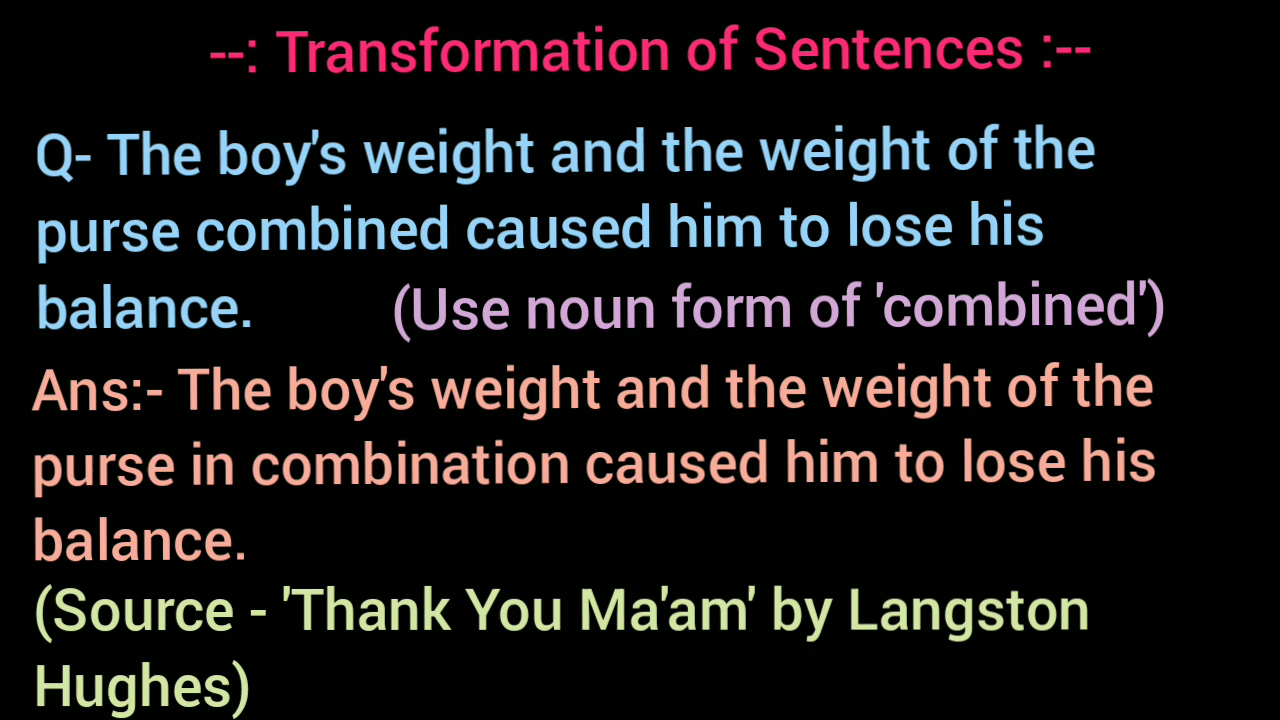 --: Transformation of Sentences :--
Q- The boy's weight and the weight of the
purse combined caused him to lose his
balance. (Use noun form of 'combined')
Ans:- The boy's weight and the weight of the
purse in combination caused him to lose his
balance.
(Source - 'Thank You Ma'am' by Langston
Hughes)